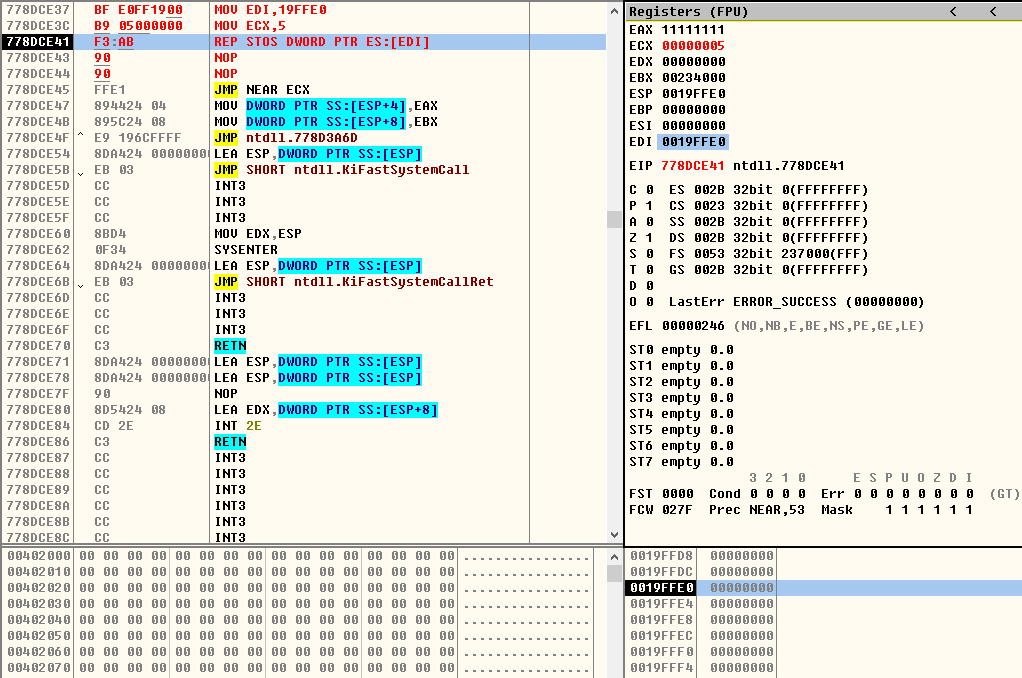 778DCE37 BF E0FF1900 MOV EDI,19FFE0
778DCE3C B9 05000000 MOV ECX,5
778DCE41 F3:AB REP STOS DWORD PTR ES:[EDI]
778DCE43 90 NOP
778DCE44 90 NOP
778DCE45 FFE1 JMP NEAR ECX
778DCE47 894424 04 MOV DWORD PTR SS:[ESP+4],EAX
778DCE4B 895C24 08 MOV DWORD PTR SS:[ESP+8],EBX
778DCE4F ^ E9 196CFFFF JMP ntdll.778D3A6D
778DCE54 8DA424 00000000 LEA ESP,DWORD PTR SS:[ESP]
778DCE5B ⌄ EB 03 JMP SHORT ntdll.KiFastSystemCall
778DCE5D CC INT3
778DCE5E CC INT3
778DCE5F CC INT3
778DCE60 8BD4 MOV EDX,ESP
778DCE62 0F34 SYSENTER
778DCE64 8DA424 00000000 LEA ESP,DWORD PTR SS:[ESP]
778DCE6B ⌄ EB 03 JMP SHORT ntdll.KiFastSystemCallRet
778DCE6D CC INT3
778DCE6E CC INT3
778DCE6F CC INT3
778DCE70 C3 RETN
778DCE71 8DA424 00000000 LEA ESP,DWORD PTR SS:[ESP]
778DCE78 8DA424 00000000 LEA ESP,DWORD PTR SS:[ESP]
778DCE7F 90 NOP
778DCE80 8D5424 08 LEA EDX,DWORD PTR SS:[ESP+8]
778DCE84 CD 2E INT 2E
778DCE86 C3 RETN
778DCE87 CC INT3
778DCE88 CC INT3
778DCE89 CC INT3
778DCE8A CC INT3
778DCE8B CC INT3
778DCE8C CC INT3
Registers (FPU) < <
EAX 11111111
ECX 00000005
EDX 00000000
EBX 00234000
ESP 0019FFE0
EBP 00000000
ESI 00000000
EDI 0019FFE0
EIP 778DCE41 ntdll.778DCE41
C 0 ES 002B 32bit 0(FFFFFFFF)
P 1 CS 0023 32bit 0(FFFFFFFF)
A 0 SS 002B 32bit 0(FFFFFFFF)
Z 1 DS 002B 32bit 0(FFFFFFFF)
S 0 FS 0053 32bit 237000(FFF)
T 0 GS 002B 32bit 0(FFFFFFFF)
D 0
O 0 LastErr ERROR_SUCCESS (00000000)
EFL 00000246 (NO,NB,E,BE,NS,PE,GE,LE)
ST0 empty 0.0
ST1 empty 0.0
ST2 empty 0.0
ST3 empty 0.0
ST4 empty 0.0
ST5 empty 0.0
ST6 empty 0.0
ST7 empty 0.0
3 2 1 0 E S P U O Z D I
FST 0000 Cond 0 0 0 0 Err 0 0 0 0 0 0 0 0 (GT)
FCW 027F Prec NEAR,53 Mask 1 1 1 1 1 1
00402000 00 00 00 00 00 00 00 00 00 00 00 00 00 00 00 00 ................
00402010 00 00 00 00 00 00 00 00 00 00 00 00 00 00 00 00 ................
00402020 00 00 00 00 00 00 00 00 00 00 00 00 00 00 00 00 ................
00402030 00 00 00 00 00 00 00 00 00 00 00 00 00 00 00 00 ................
00402040 00 00 00 00 00 00 00 00 00 00 00 00 00 00 00 00 ................
00402050 00 00 00 00 00 00 00 00 00 00 00 00 00 00 00 00 ................
00402060 00 00 00 00 00 00 00 00 00 00 00 00 00 00 00 00 ................
00402070 00 00 00 00 00 00 00 00 00 00 00 00 00 00 00 00 ................
0019FFD8 00000000
0019FFDC 00000000
0019FFE0 00000000
0019FFE4 00000000
0019FFE8 00000000
0019FFEC 00000000
0019FFF0 00000000
0019FFF4 00000000